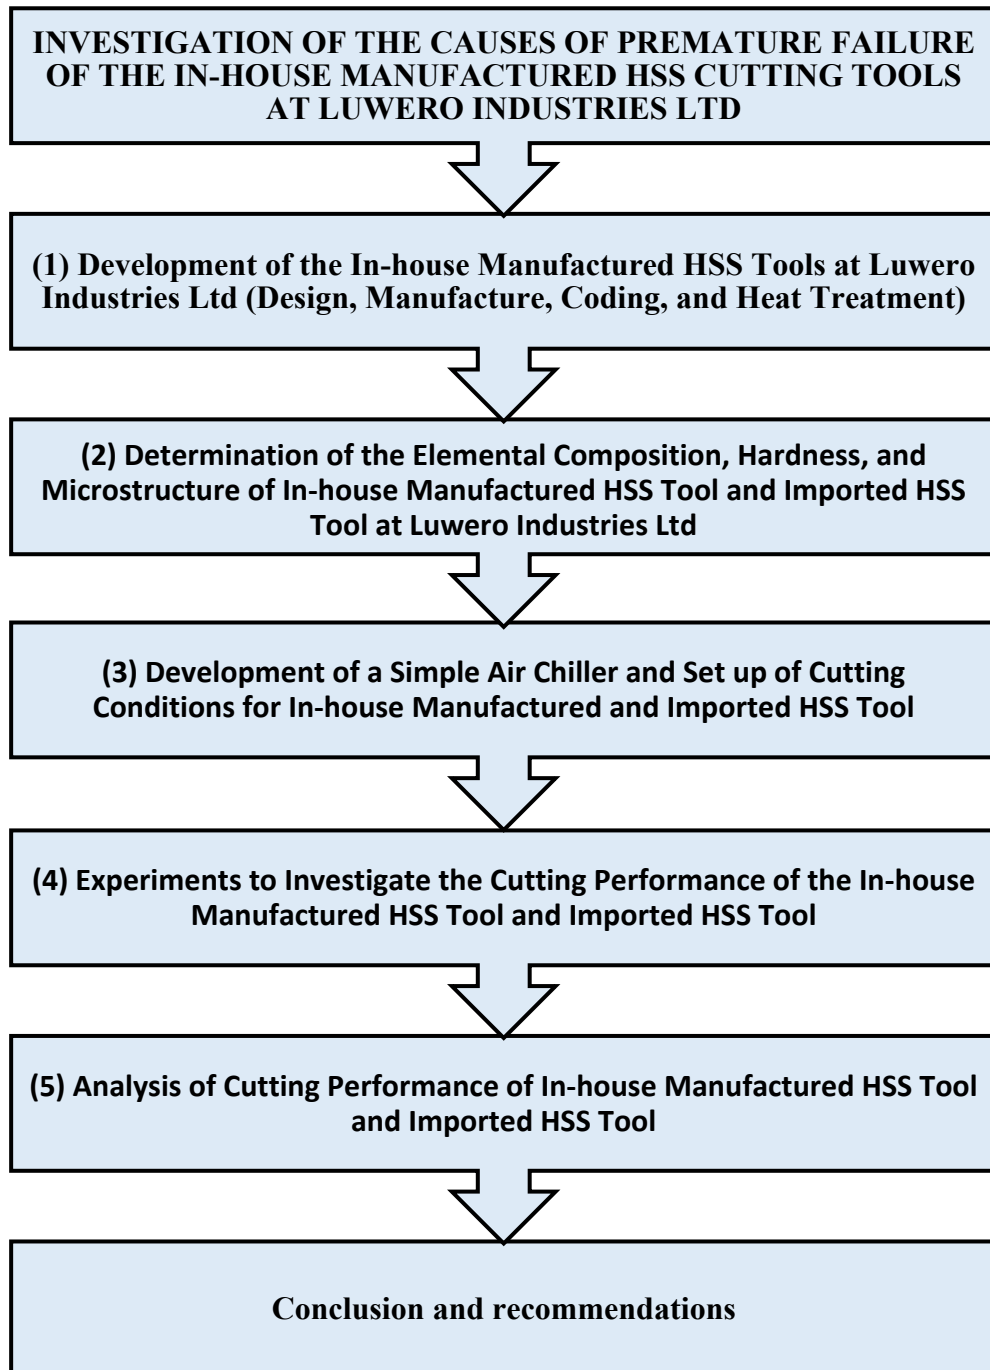 INVESTIGATION OF THE CAUSES OF PREMATURE FAILURE
OF THE IN-HOUSE MANUFACTURED HSS CUTTING TOOLS
AT LUWERO INDUSTRIES LTD
(1) Development of the In-house Manufactured HSS Tools at Luwero
Industries Ltd (Design, Manufacture, Coding, and Heat Treatment)
(2) Determination of the Elemental Composition, Hardness, and
Microstructure of In-house Manufactured HSS Tool and Imported HSS
Tool at Luwero Industries Ltd
(3) Development of a Simple Air Chiller and Set up of Cutting
Conditions for In-house Manufactured and Imported HSS Tool
(4) Experiments to Investigate the Cutting Performance of the In-house
Manufactured HSS Tool and Imported HSS Tool
(5) Analysis of Cutting Performance of In-house Manufactured HSS Tool
and Imported HSS Tool
Conclusion and recommendations